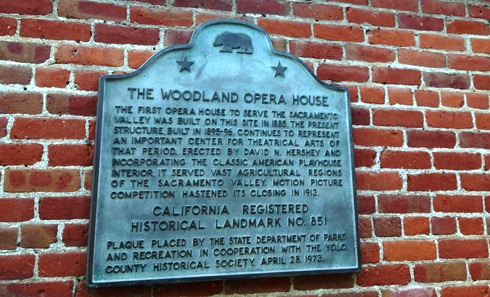 THE WOODLAND OPERA HOUSE
THE FIRST OPERA HOUSE TO SERVE THE SACRAMENTO
VALLEY WAS BUILT ON THIS SITE IN 1885. THE PRESENT
STRUCTURE, BUILT IN 1895-96, CONTINUES TO REPRESENT
AN IMPORTANT CENTER FOR THEATRICAL ARTS OF
THAT PERIOD. ERECTED BY DAVID N. HERSHEY AND
INCORPORATING THE CLASSIC AMERICAN PLAYHOUSE
INTERIOR, IT SERVED VAST AGRICULTURAL REGIONS
OF THE SACRAMENTO VALLEY. MOTION PICTURE
COMPETITION HASTENED ITS CLOSING IN 1913.
CALIFORNIA REGISTERED
HISTORICAL LANDMARK NO. 851
PLAQUE PLACED BY THE STATE DEPARTMENT OF PARKS
AND RECREATION IN COOPERATION WITH THE YOLO
COUNTY HISTORICAL SOCIETY, APRIL 28, 1973.